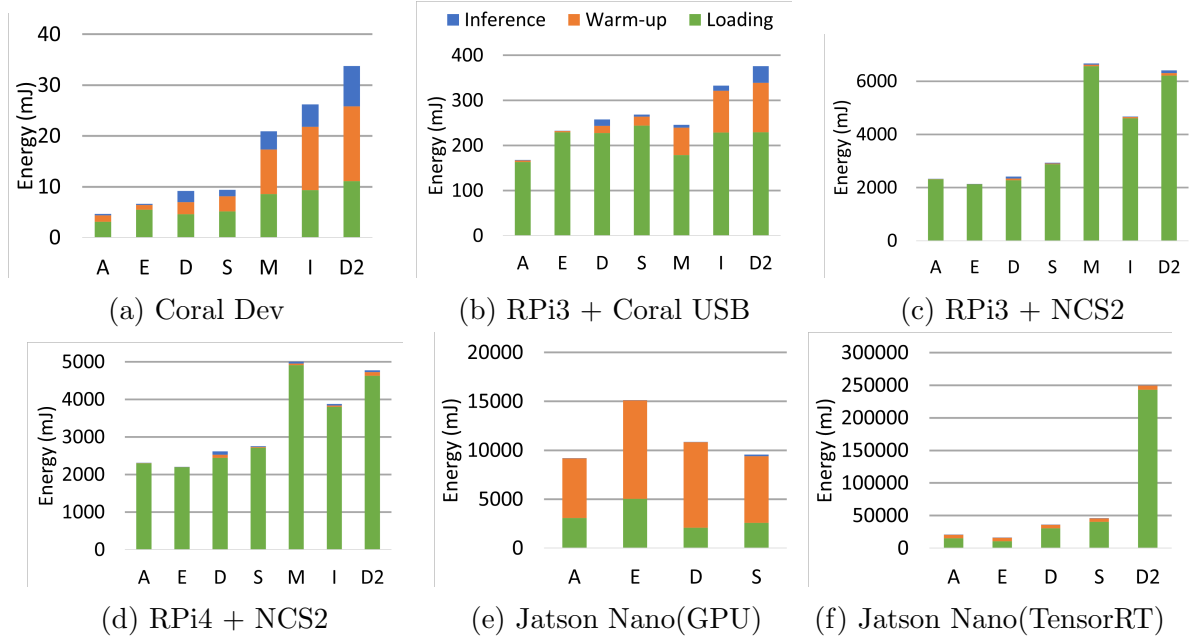 Inference Warm-up Loading
Energy (mJ)
40
30
20
10
0
A E D S M I D2
(a) Coral Dev
Energy (mJ)
400
300
200
100
0
A E D S M I D2
(b) RPi3 + Coral USB
Energy (mJ)
6000
4000
2000
0
A E D S M I D2
(c) RPi3 + NCS2
Energy (mJ)
5000
4000
3000
2000
1000
0
A E D S M I D2
(d) RPi4 + NCS2
Energy (mJ)
20000
15000
10000
5000
0
A E D S
(e) Jatson Nano(GPU)
Energy (mJ)
300000
250000
200000
150000
100000
50000
0
A E D S D2
(f) Jatson Nano(TensorRT)